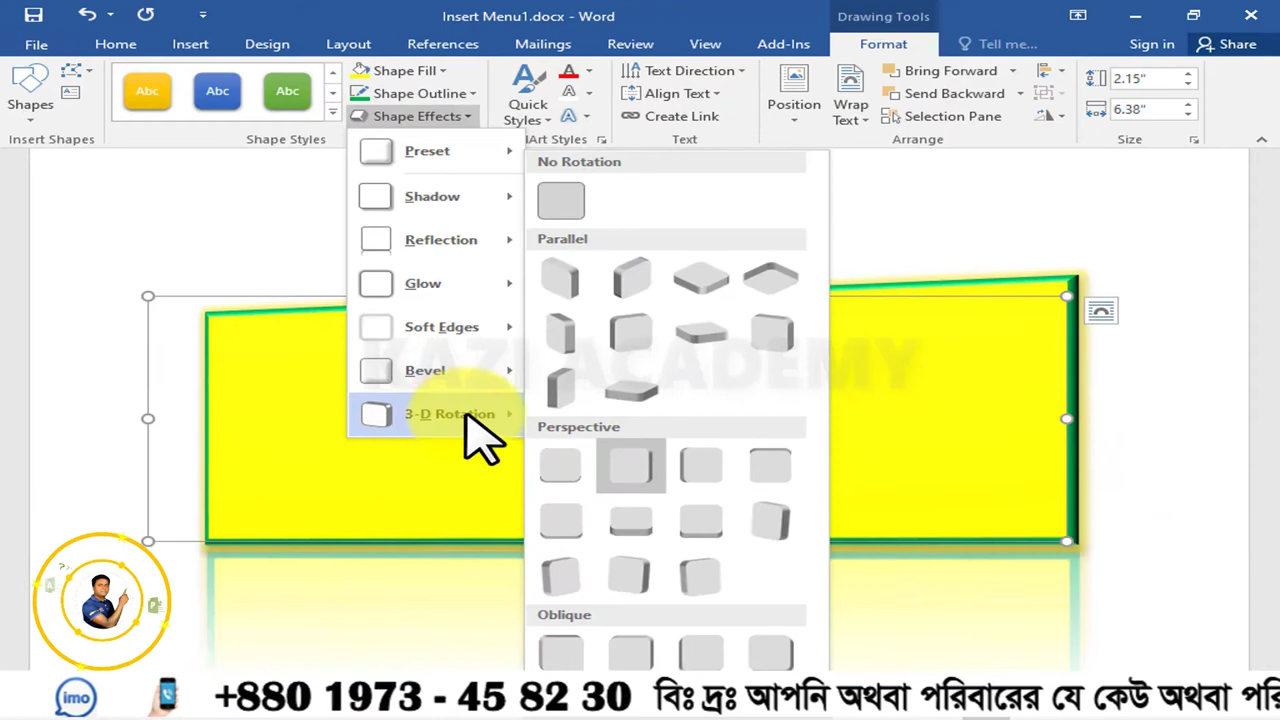 Insert Menu1.docx - Word
Drawing Tools
File Home Insert Design Layout References Mailings Review View Add-Ins Format Tell me... Sign in Share
Shapes
Insert Shapes
Abc Abc Abc
Shape Styles
Shape Fill
Shape Outline
Shape Effects
Quick Styles
Text Direction
Align Text
Create Link
Text
Position
Wrap Text
Bring Forward
Send Backward
Selection Pane
Arrange
2.15"
6.38"
Size
Preset
Shadow
Reflection
Glow
Soft Edges
Bevel
3-D Rotation
No Rotation
Parallel
Perspective
Oblique
KAZI ACADEMY
imo +880 1973 - 45 82 30 বিঃ দ্রঃ আপনি অথবা পরিবারের যে কেউ অথবা